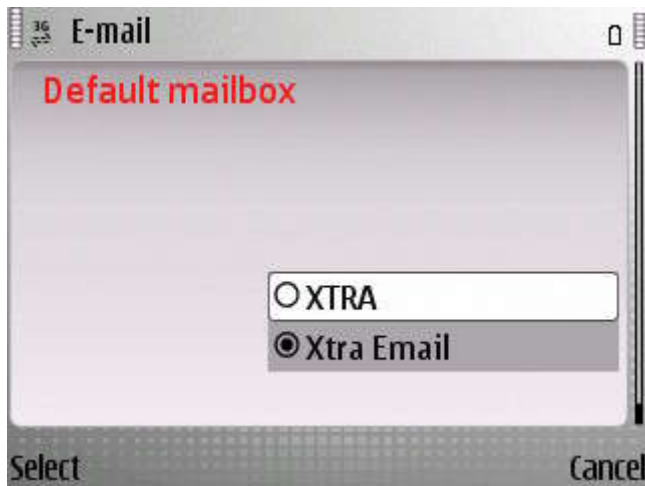 3G
E-mail
Default mailbox
XTRA
Xtra Email
Select
Cancel